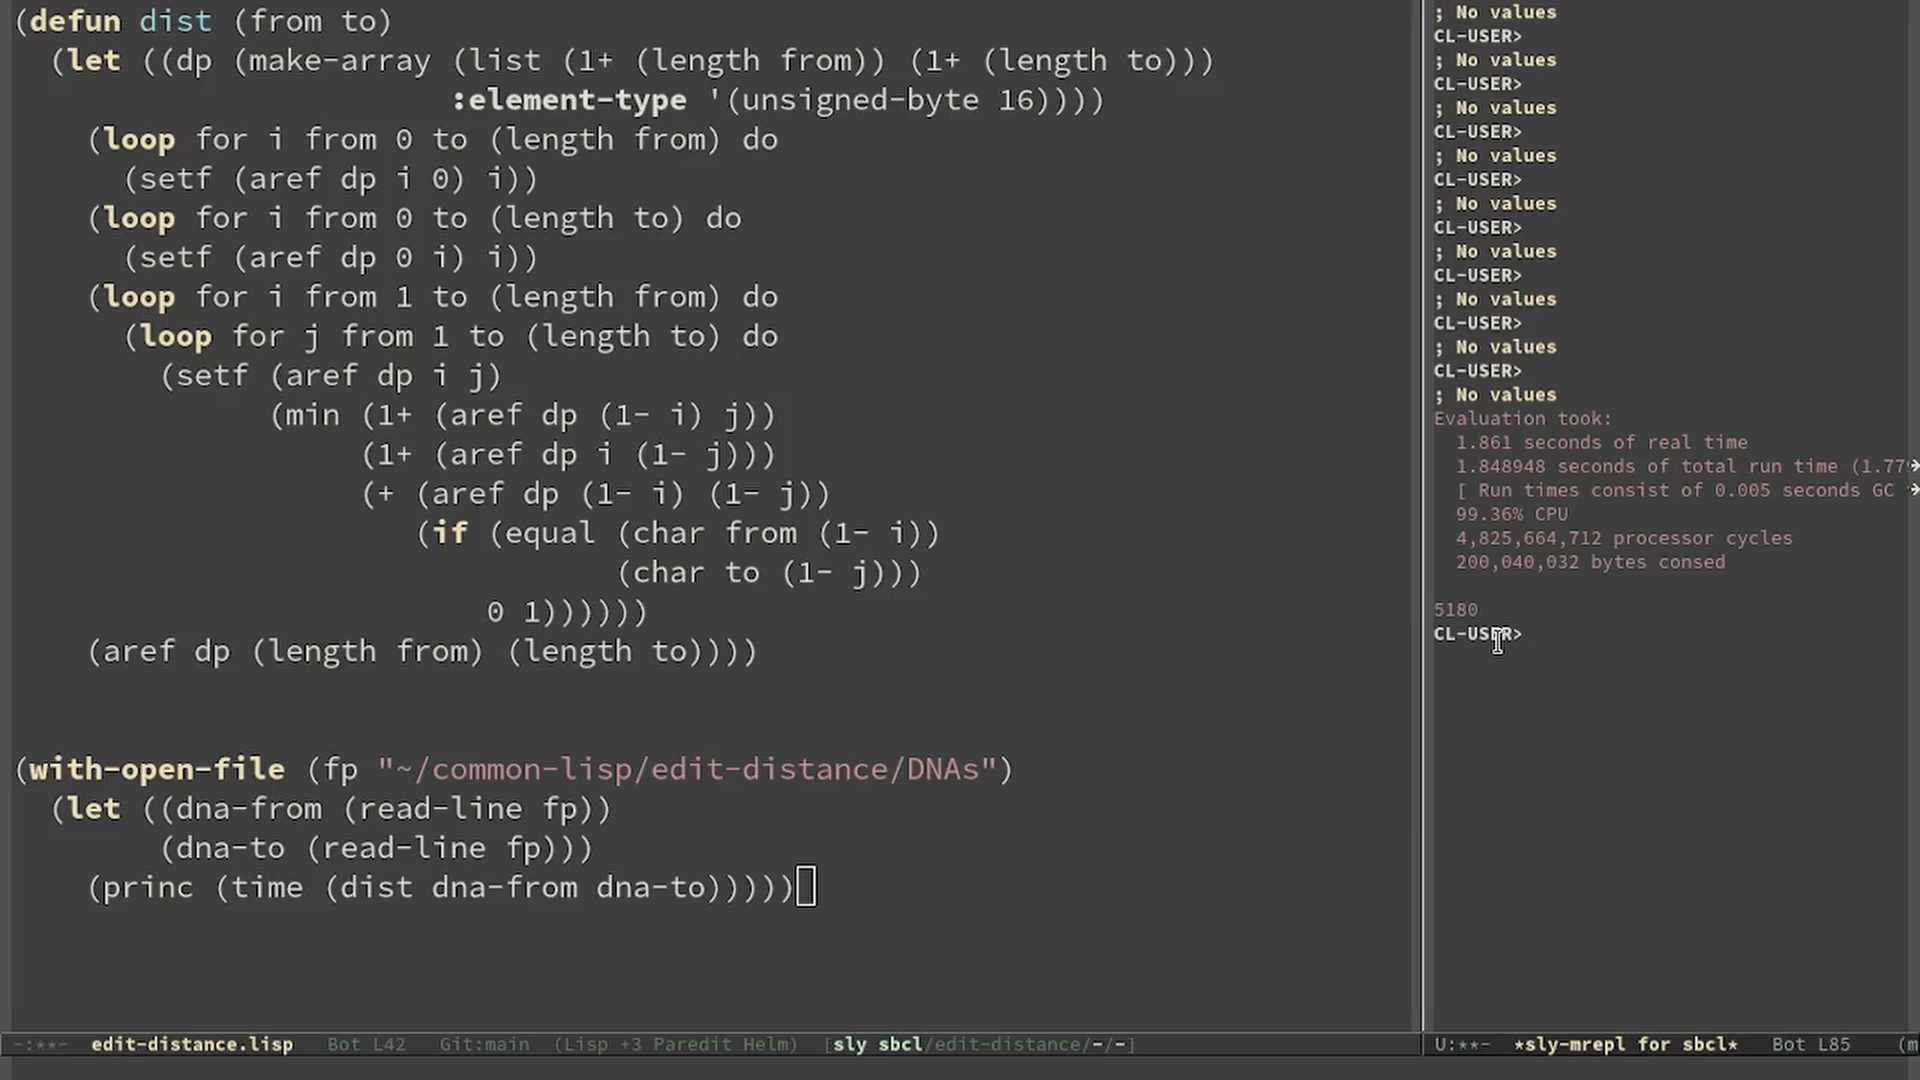 (defun dist (from to)
  (let ((dp (make-array (list (1+ (length from)) (1+ (length to)))
                        :element-type '(unsigned-byte 16))))
    (loop for i from 0 to (length from) do
      (setf (aref dp i 0) i))
    (loop for i from 0 to (length to) do
      (setf (aref dp 0 i) i))
    (loop for i from 1 to (length from) do
      (loop for j from 1 to (length to) do
        (setf (aref dp i j)
              (min (1+ (aref dp (1- i) j))
                   (1+ (aref dp i (1- j)))
                   (+ (aref dp (1- i) (1- j))
                      (if (equal (char from (1- i))
                                 (char to (1- j)))
                          0 1))))))
    (aref dp (length from) (length to))))
(with-open-file (fp "~/common-lisp/edit-distance/DNAs")
  (let ((dna-from (read-line fp))
        (dna-to (read-line fp)))
    (princ (time (dist dna-from dna-to)))))
-:**-  edit-distance.lisp   Bot L42   Git:main  (Lisp +3 Paredit Helm)  [sly sbcl/edit-distance/-/-]
; No values
CL-USER>
; No values
CL-USER>
; No values
CL-USER>
; No values
CL-USER>
; No values
CL-USER>
; No values
CL-USER>
; No values
CL-USER>
; No values
CL-USER>
; No values
Evaluation took:
  1.861 seconds of real time
  1.848948 seconds of total run time (1.77
  [ Run times consist of 0.005 seconds GC
  99.36% CPU
  4,825,664,712 processor cycles
  200,040,032 bytes consed
5180
CL-USER>
U:**-  *sly-mrepl for sbcl*   Bot L85    (m